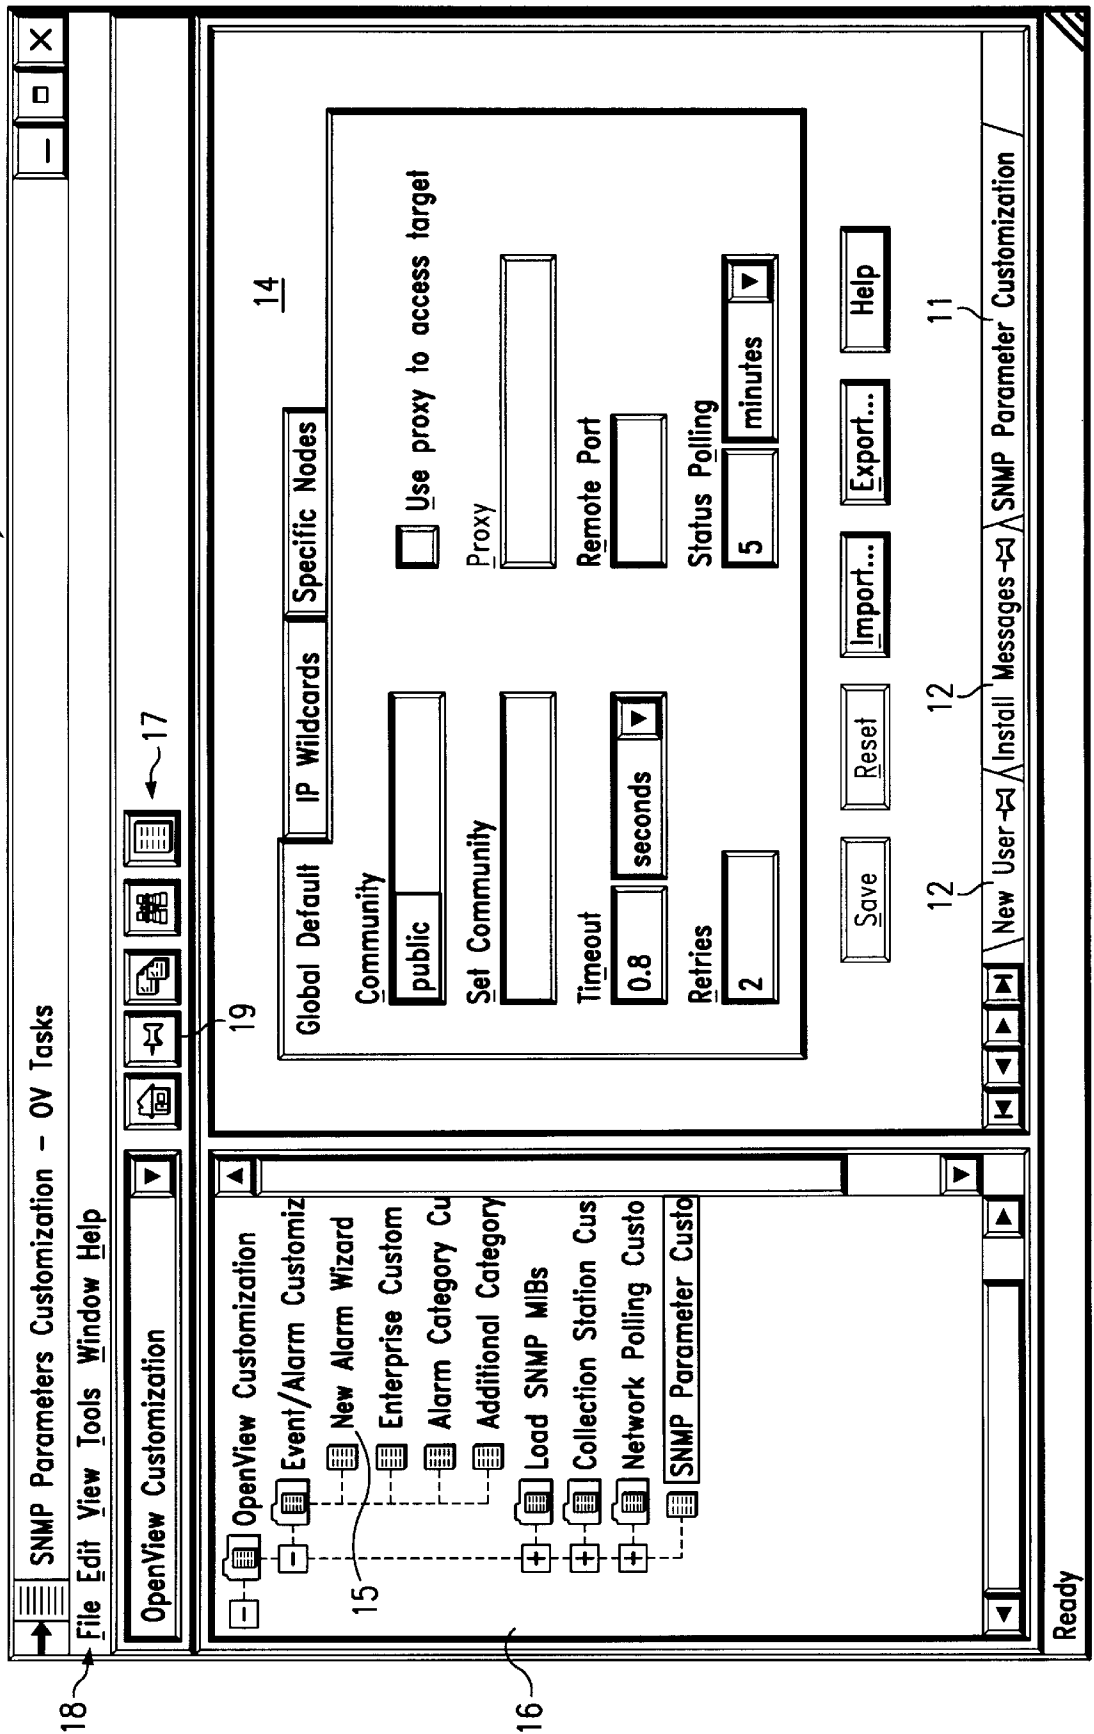 SNMP Parameters Customization – OV Tasks
18
File Edit View Tools Window Help
OpenView Customization
17
19
OpenView Customization
Event/Alarm Customiz
New Alarm Wizard
Enterprise Custom
Alarm Category Cu
Additional Category
Load SNMP MIBs
Collection Station Cus
Network Polling Custo
SNMP Parameter Custo
15
16
14
Global Default IP Wildcards Specific Nodes
Community
public
Use proxy to access target
Set Community
Proxy
Timeout
0.8 seconds
Remote Port
Retries
2
Status Polling
5 minutes
Save Reset Import... Export... Help
12 12 11
New User Install Messages SNMP Parameter Customization
Ready